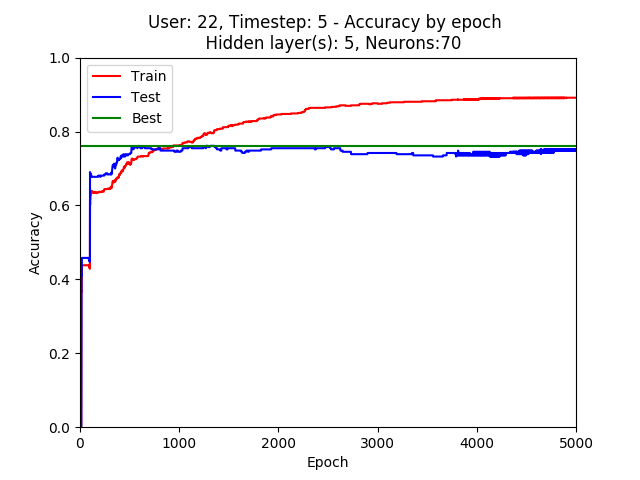 User: 22, Timestep: 5 - Accuracy by epoch
Hidden layer(s): 5, Neurons:70
1.0
Train
Test
Best
0.8
0.6
Accuracy
0.4
0.2
0.0
0 1000 2000 3000 4000 5000
Epoch